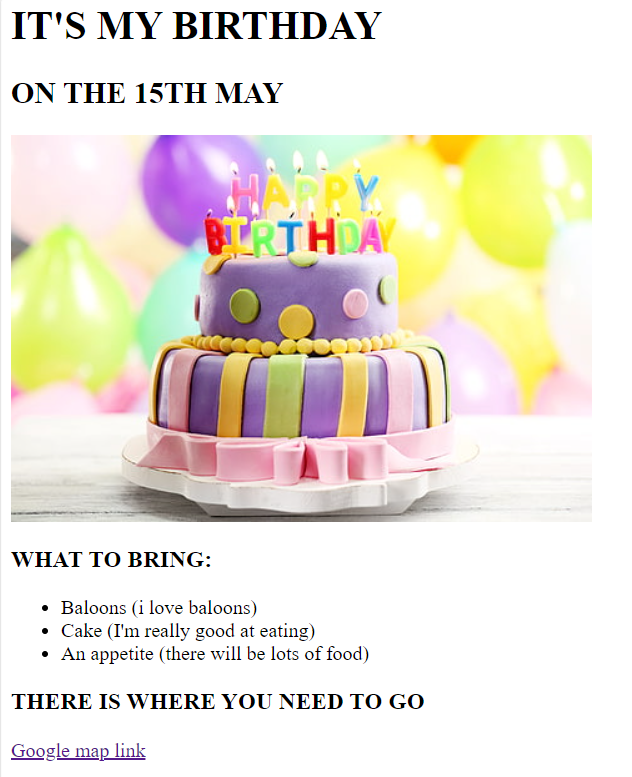 IT'S MY BIRTHDAY
ON THE 15TH MAY
HAPPY
BIRTHDAY
WHAT TO BRING:
Baloons (i love baloons)
Cake (I'm really good at eating)
An appetite (there will be lots of food)
THERE IS WHERE YOU NEED TO GO
Google map link